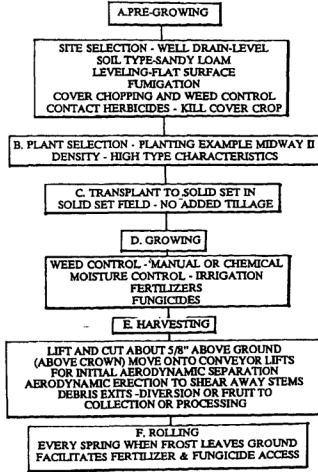 A.PRE-GROWING
SITE SELECTION - WELL DRAIN-LEVEL
SOIL TYPE-SANDY LOAM
LEVELING-FLAT SURFACE
FUMIGATION
COVER CHOPPING AND WEED CONTROL
CONTACT HERBICIDES - KILL COVER CROP
B. PLANT SELECTION - PLANTING EXAMPLE MIDWAY II
DENSITY - HIGH TYPE CHARACTERISTICS
C. TRANSPLANT TO SOLID SET IN
SOLID SET FIELD - NO ADDED TILLAGE
D. GROWING
WEED CONTROL - MANUAL OR CHEMICAL
MOISTURE CONTROL - IRRIGATION
FERTILIZERS
FUNGICIDES
E. HARVESTING
LIFT AND CUT ABOUT 5/8" ABOVE GROUND
(ABOVE CROWN) MOVE ONTO CONVEYOR LIFTS
FOR INITIAL AERODYNAMIC SEPARATION
AERODYNAMIC ERECTION TO SHEAR AWAY STEMS
DEBRIS EXITS -DIVERSION OR FRUIT TO
COLLECTION OR PROCESSING
F. ROLLING
EVERY SPRING WHEN FROST LEAVES GROUND
FACILITATES FERTILIZER & FUNGICIDE ACCESS